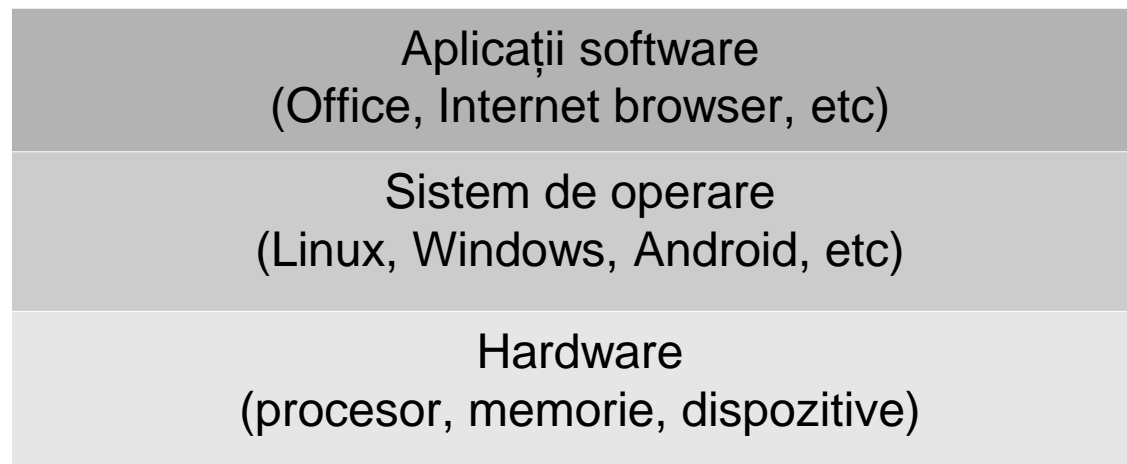 Aplicații software
(Office, Internet browser, etc)
Sistem de operare
(Linux, Windows, Android, etc)
Hardware
(procesor, memorie, dispozitive)